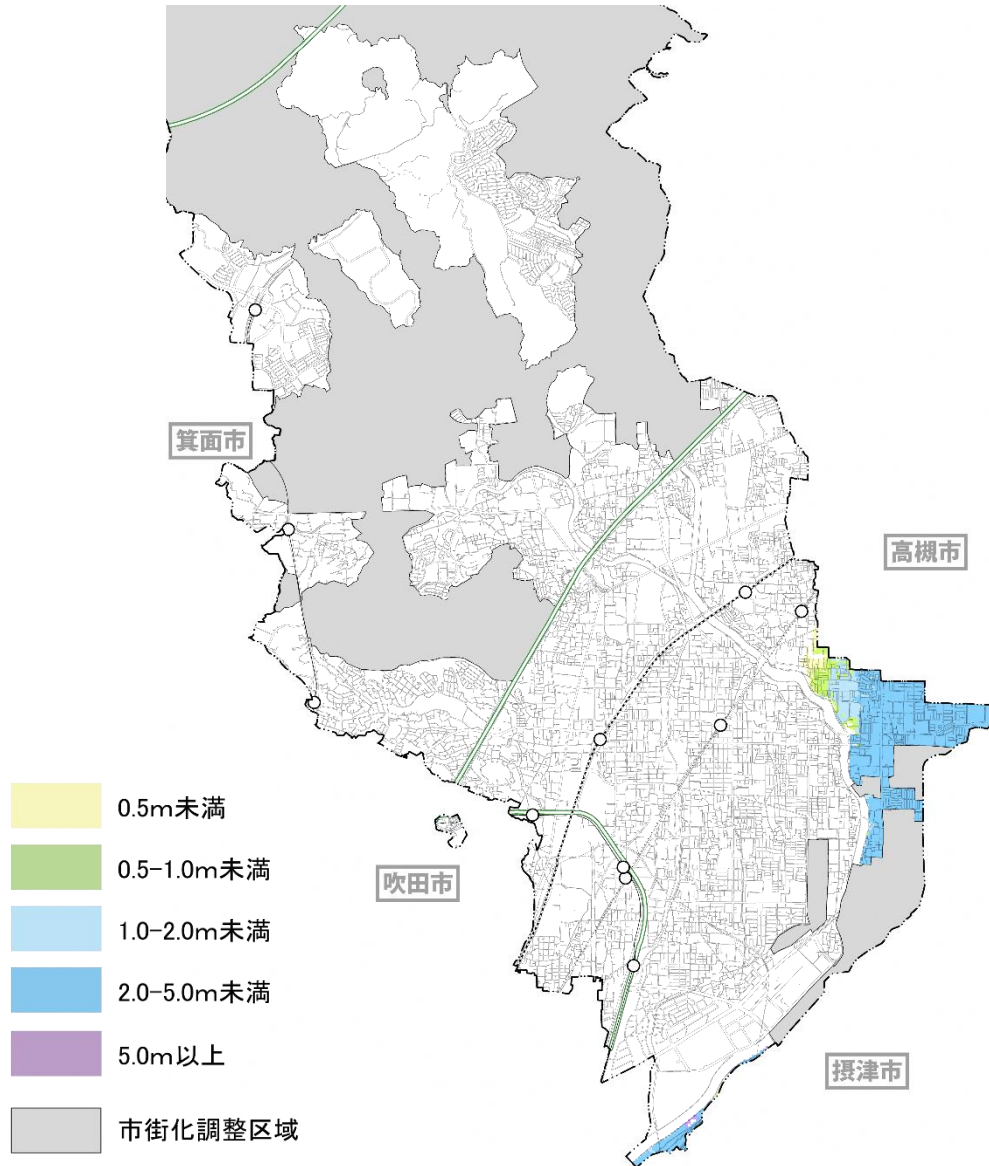 箕面市
高槻市
吹田市
摂津市
0.5m未満
0.5-1.0m未満
1.0-2.0m未満
2.0-5.0m未満
5.0m以上
市街化調整区域